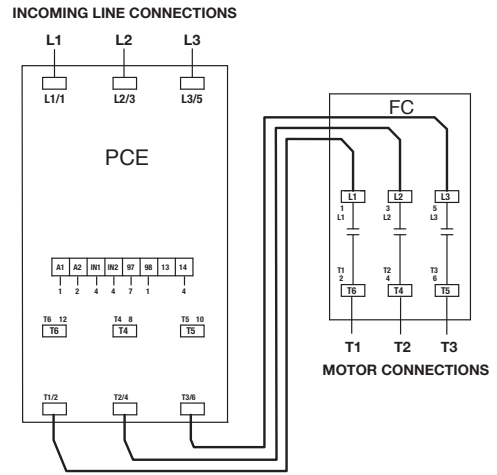 INCOMING LINE CONNECTIONS
L1 L2 L3
L1/1 L2/3 L3/5
PCE
FC
L1 L2 L3
1 3 5
L1 L2 L3
A1 A2 IN1 IN2 97 98 13 14
1 2 4 4 7 1 4
T1 T2 T3
2 4 6
T6 T4 T5
T6 12 T4 8 T5 10
T6 T4 T5
T1 T2 T3
MOTOR CONNECTIONS
T1/2 T2/4 T3/6